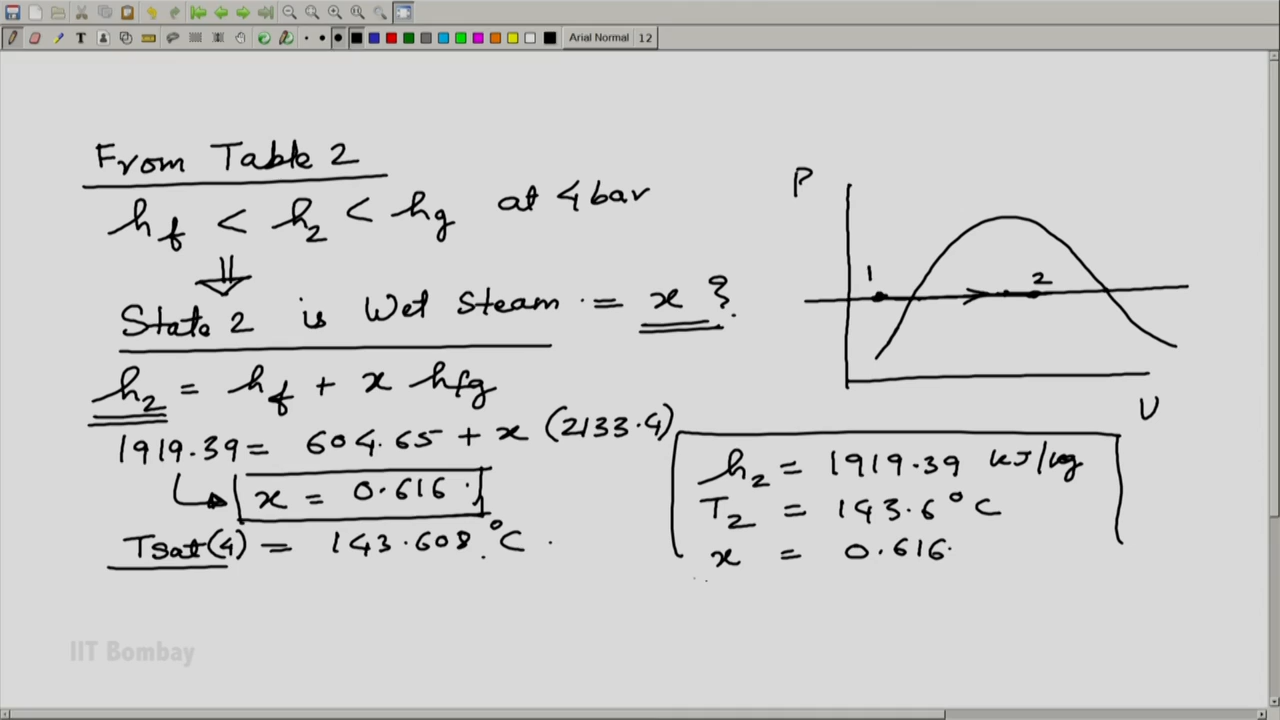 Arial Normal 12
From Table 2
hf < h2 < hg at 4 bar
⇓
State 2 is Wet Steam = x ?
h2 = hf + x hfg
1919.39 = 604.65 + x (2133.4)
x = 0.616
Tsat(4) = 143.608 °C
P
1
2
v
h2 = 1919.39 kJ/kg
T2 = 143.6°C
x = 0.616
IIT Bombay